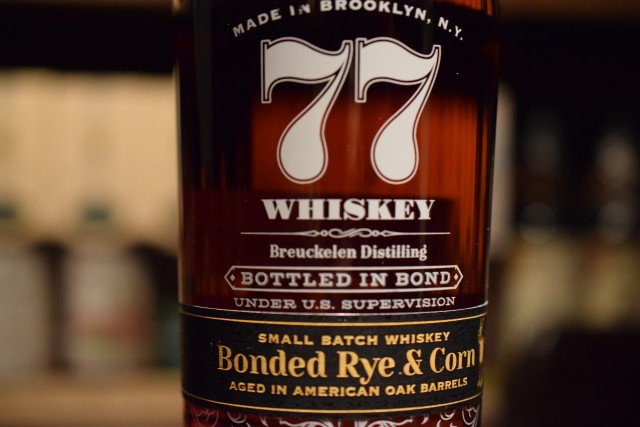 MADE IN BROOKLYN, N.Y.
77
WHISKEY
Breuckelen Distilling
BOTTLED IN BOND
UNDER U.S. SUPERVISION
SMALL BATCH WHISKEY
Bonded Rye & Corn
AGED IN AMERICAN OAK BARRELS